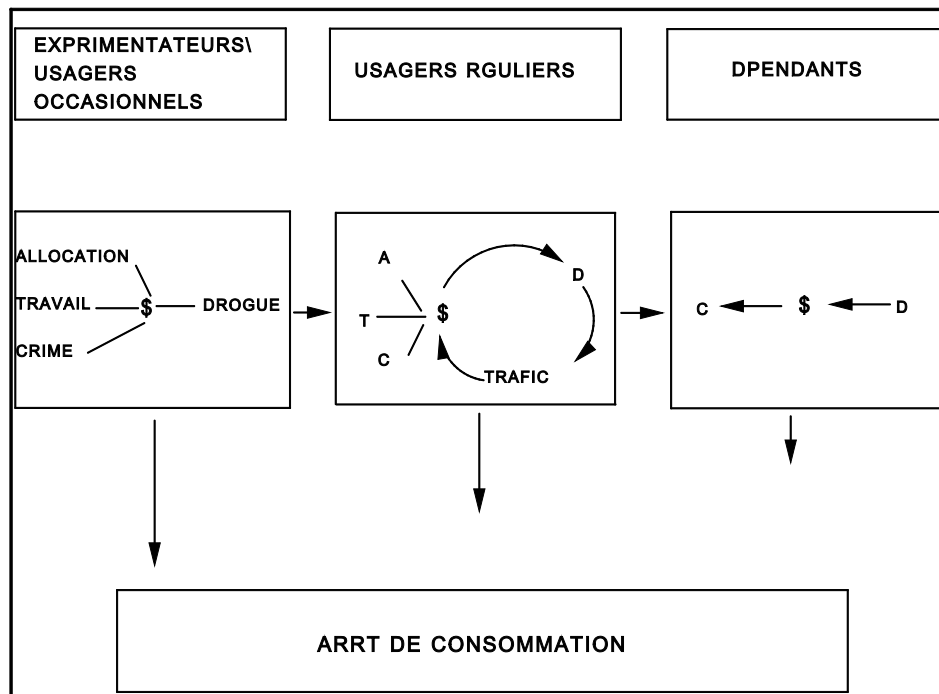 EXPRIMENTATEURS\
USAGERS
OCCASIONNELS
USAGERS RGULIERS
DPENDANTS
ALLOCATION
TRAVAIL
CRIME
$
DROGUE
A
T
C
$
D
TRAFIC
C
$
D
ARRT DE CONSOMMATION